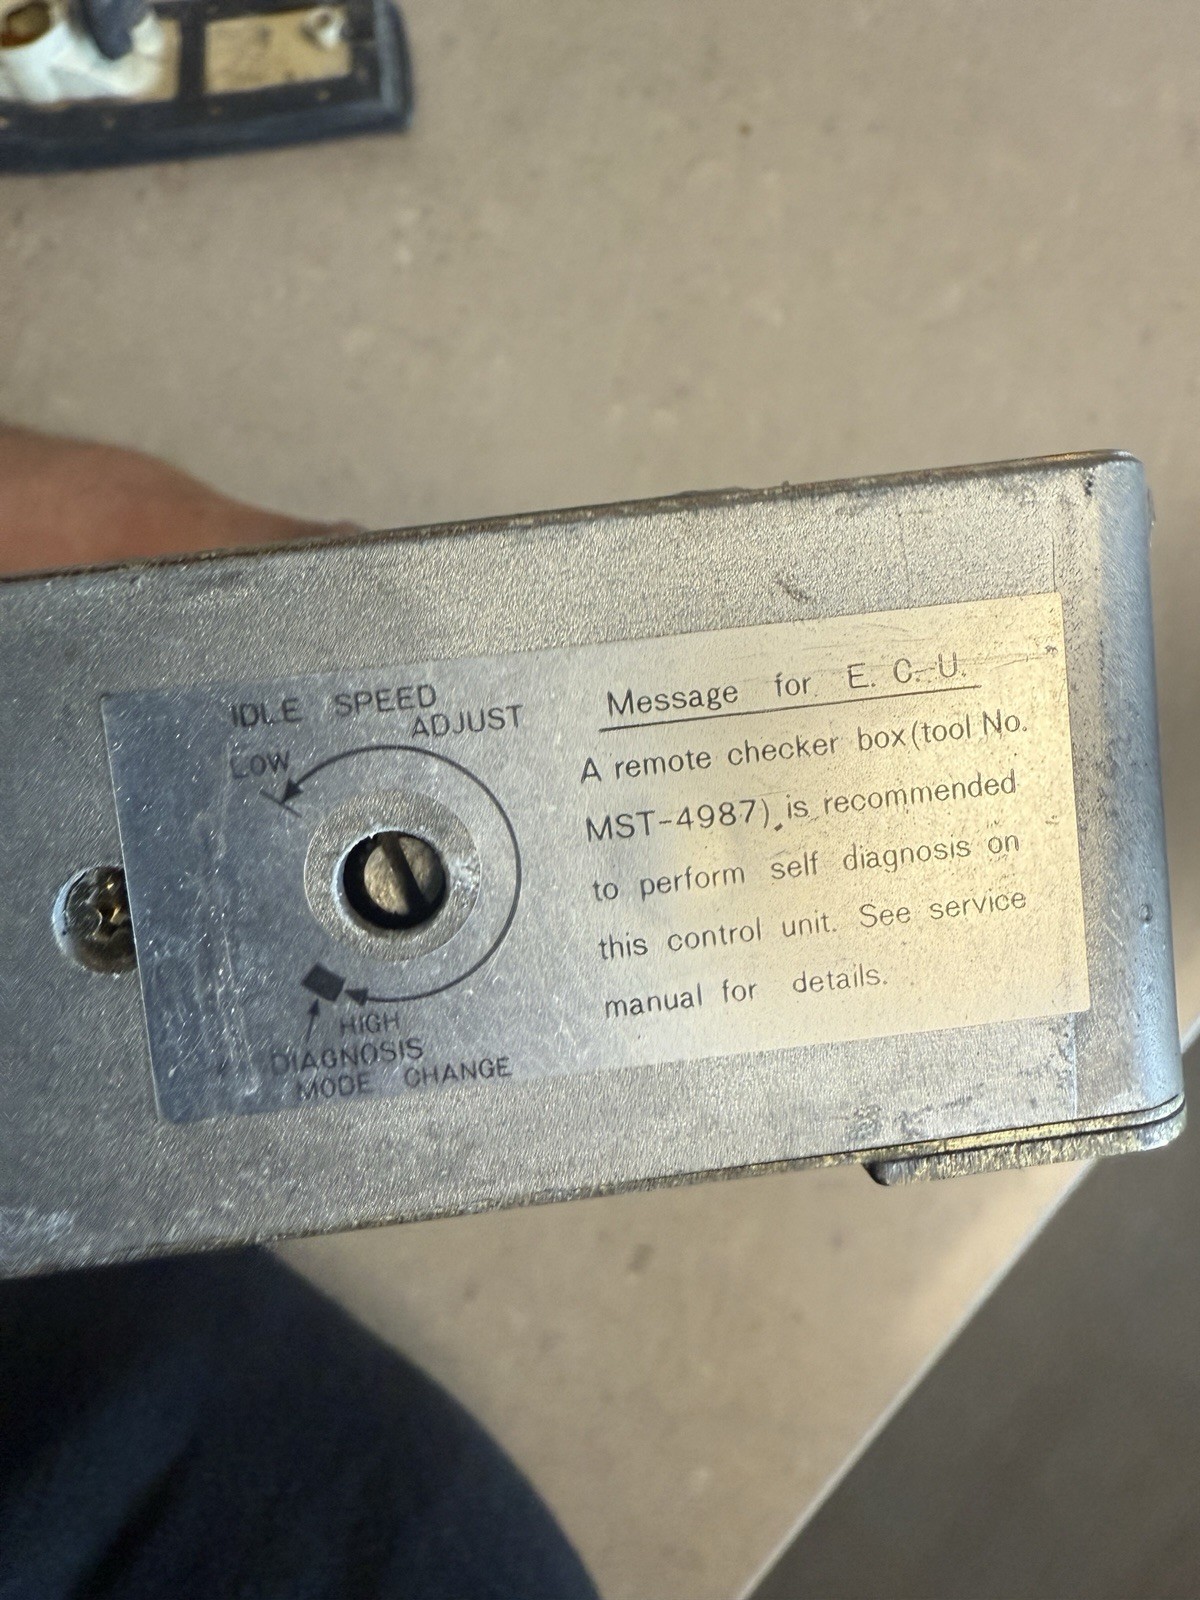 IDLE SPEED
ADJUST
LOW
HIGH
DIAGNOSIS
MODE CHANGE
Message for E. C. U.
A remote checker box (tool No.
MST-4987), is recommended
to perform self diagnosis on
this control unit. See service
manual for details.